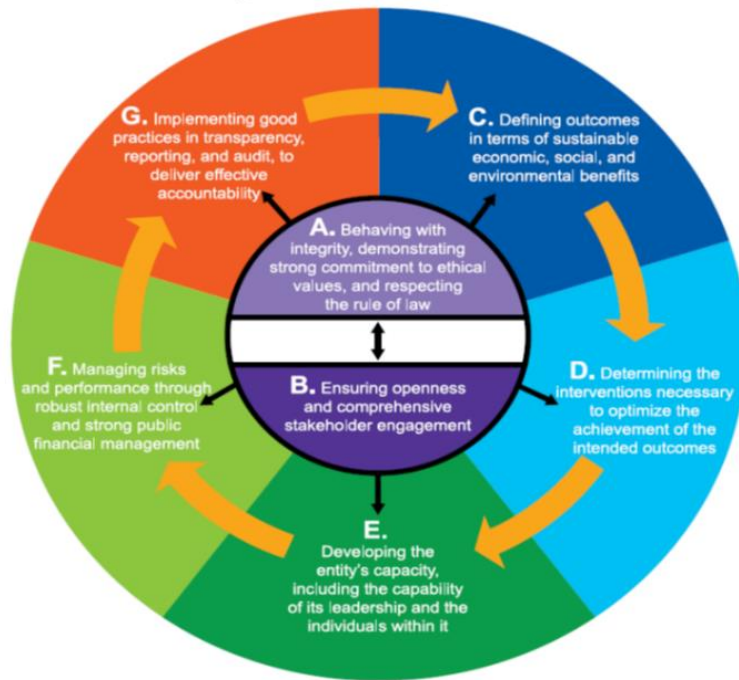 A. Behaving with
integrity, demonstrating
strong commitment to ethical
values, and respecting
the rule of law
B. Ensuring openness
and comprehensive
stakeholder engagement
C. Defining outcomes
in terms of sustainable
economic, social, and
environmental benefits
D. Determining the
interventions necessary
to optimize the
achievement of the
intended outcomes
E.
Developing the
entity's capacity,
including the capability
of its leadership and the
individuals within it
F. Managing risks
and performance through
robust internal control
and strong public
financial management
G. Implementing good
practices in transparency,
reporting, and audit, to
deliver effective
accountability